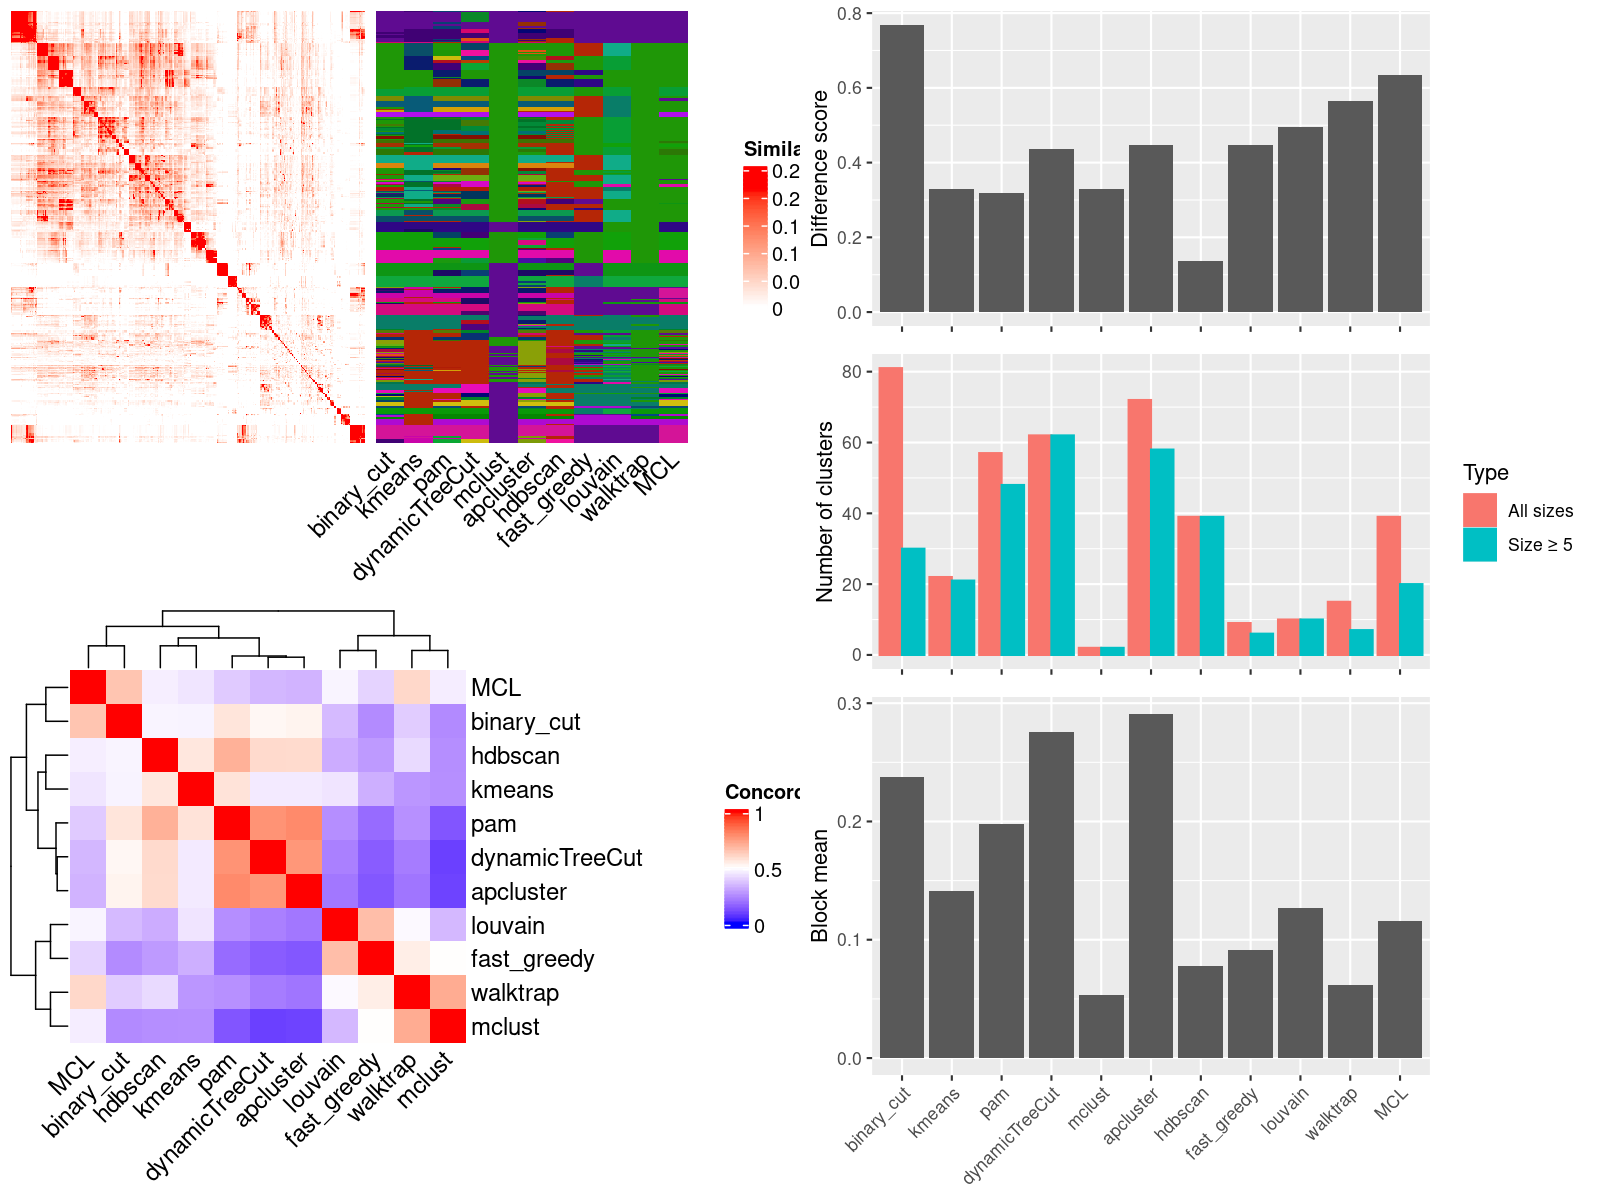 Simila
0.2
0.2
0.1
0.1
0.0
0
binary_cut
kmeans
pam
dynamicTreeCut
mclust
apcluster
hdbscan
fast_greedy
louvain
walktrap
MCL
MCL
binary_cut
hdbscan
kmeans
pam
dynamicTreeCut
apcluster
louvain
fast_greedy
walktrap
mclust
MCL
binary_cut
hdbscan
kmeans
pam
dynamicTreeCut
apcluster
louvain
fast_greedy
walktrap
mclust
Concord
1
0.5
0
Difference score
0.8
0.6
0.4
0.2
0.0
Number of clusters
80
60
40
20
0
Type
All sizes
Size ≥ 5
Block mean
0.3
0.2
0.1
0.0
binary_cut
kmeans
pam
dynamicTreeCut
mclust
apcluster
hdbscan
fast_greedy
louvain
walktrap
MCL